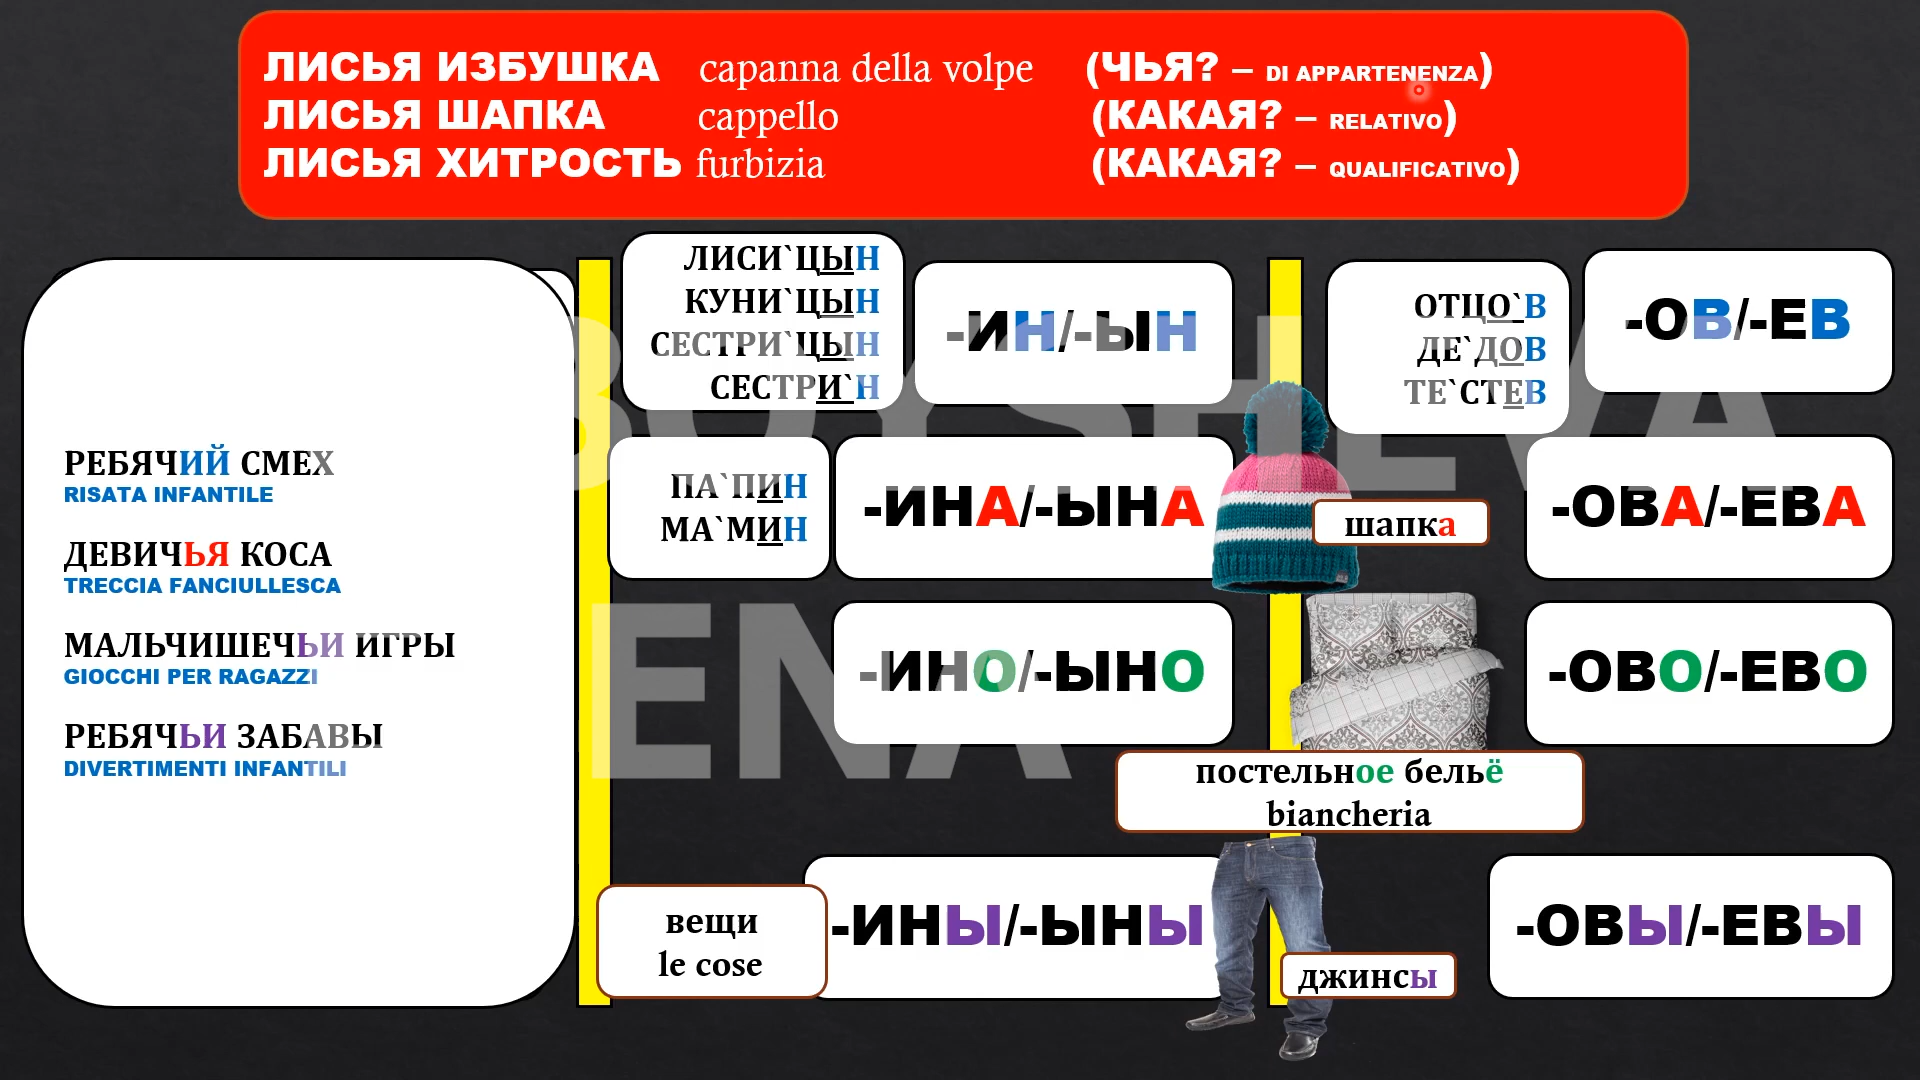 ЛИСЬЯ ИЗБУШКА capanna della volpe (ЧЬЯ? – DI APPARTENENZA)
ЛИСЬЯ ШАПКА cappello (КАКАЯ? – RELATIVO)
ЛИСЬЯ ХИТРОСТЬ furbizia (КАКАЯ? – QUALIFICATIVO)
РЕБЯЧИЙ СМЕХ
RISATA INFANTILE
ДЕВИЧЬЯ КОСА
TRECCIA FANCIULLESCA
МАЛЬЧИШЕЧЬИ ИГРЫ
GIOCCHI PER RAGAZZI
РЕБЯЧЬИ ЗАБАВЫ
DIVERTIMENTI INFANTILI
ЛИСИ`ЦЫН
КУНИ`ЦЫН
СЕСТРИ`ЦЫН
СЕСТРИ`Н
-ИН/-ЫН
ОТЦО`В
ДЕ`ДОВ
ТЕ`СТЕВ
-ОВ/-ЕВ
ПА`ПИН
МА`МИН
-ИНА/-ЫНА
шапка
-ОВА/-ЕВА
-ИНО/-ЫНО
-ОВО/-ЕВО
постельное бельё
biancheria
вещи
le cose
-ИНЫ/-ЫНЫ
джинсы
-ОВЫ/-ЕВЫ
BOYSHEVA
ENA